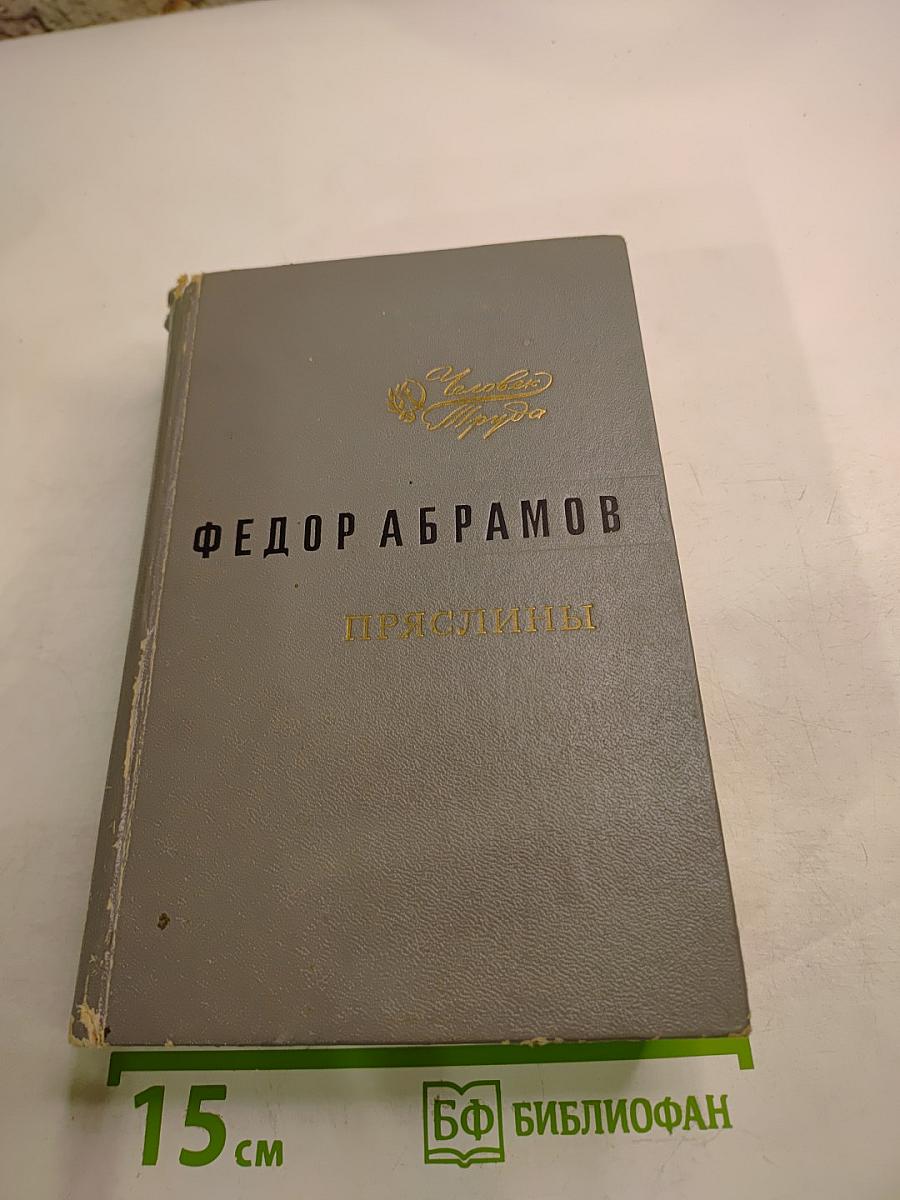 Человек
Труда
ФЕДОР АБРАМОВ
ПРЯСЛИНЫ
15 см
БФ БИБЛИОФАН